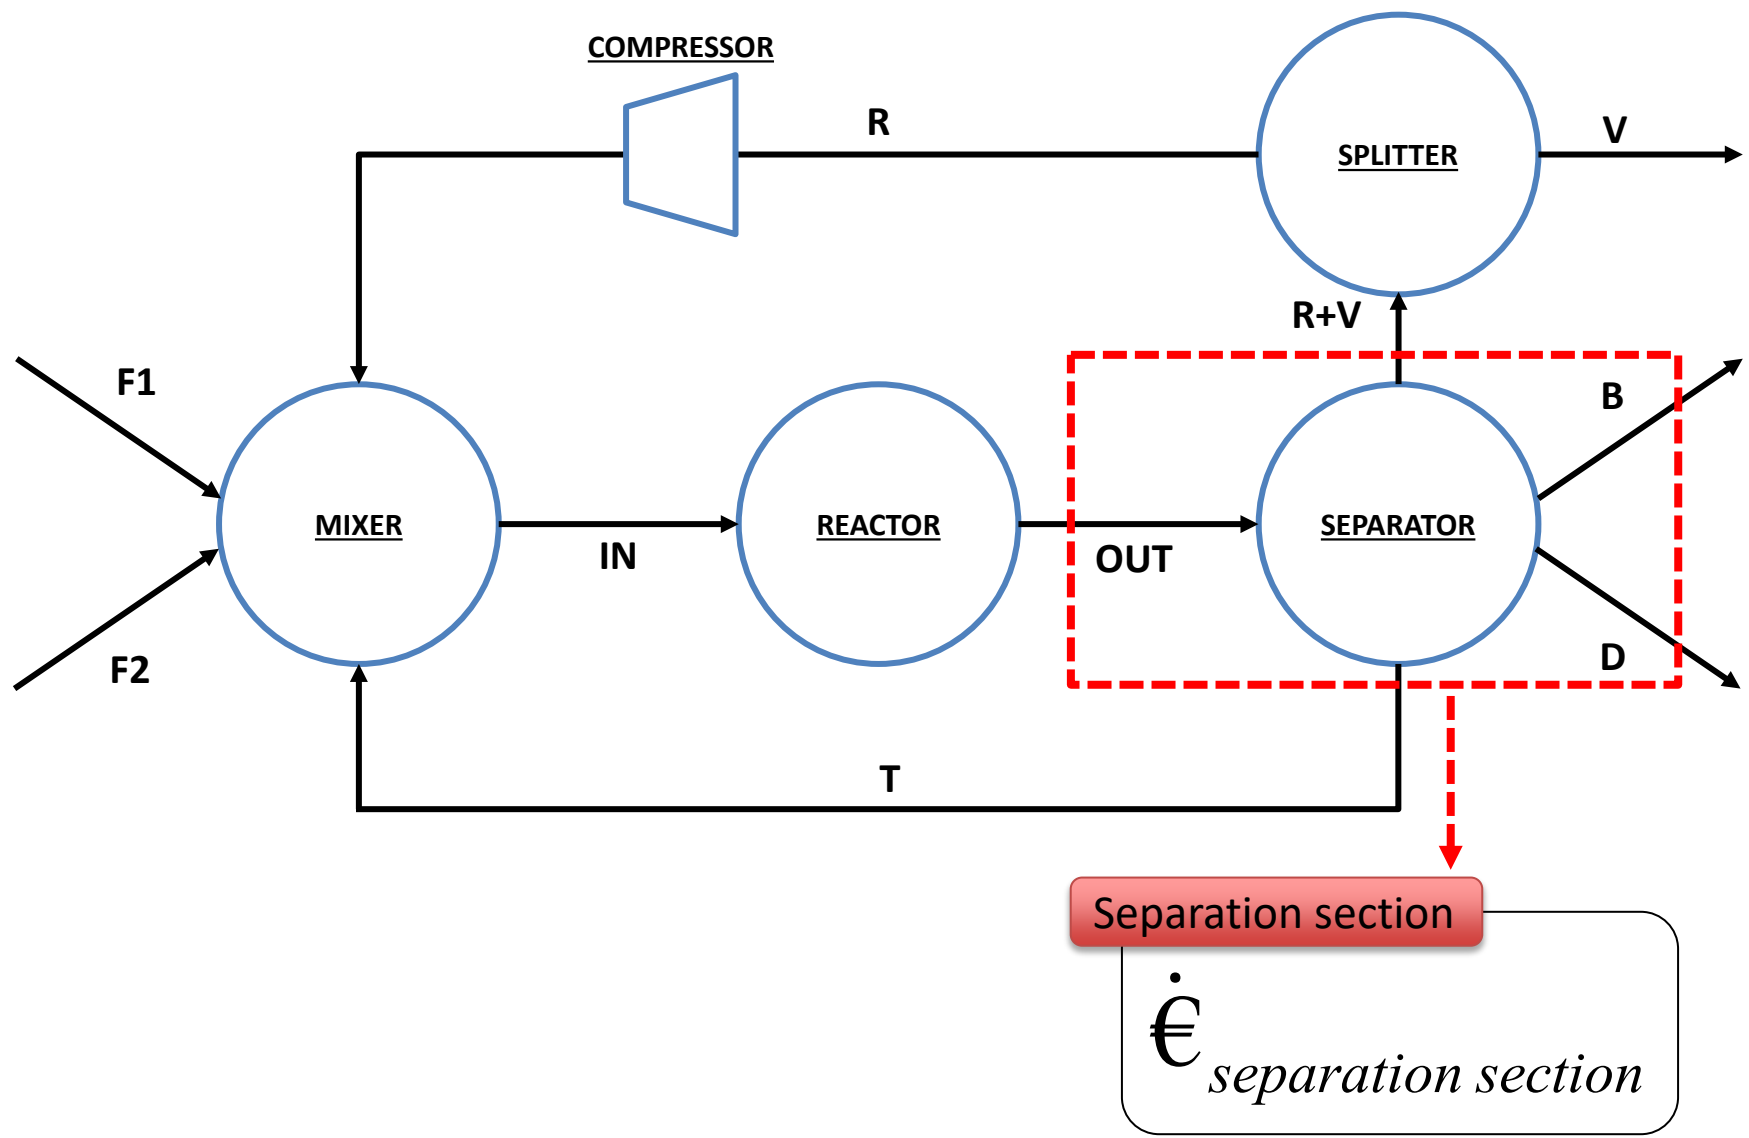 COMPRESSOR
R
V
SPLITTER
R+V
F1
B
MIXER
REACTOR
SEPARATOR
IN
OUT
F2
D
T
Separation section
€̇ separation section